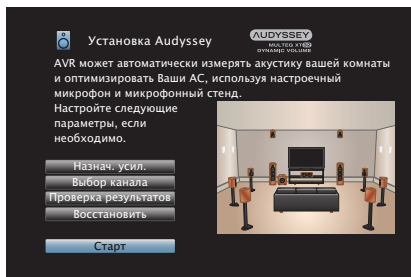 Установка Audyssey
AUDYSSEY
MULTEQ XT32
DYNAMIC VOLUME
AVR может автоматически измерять акустику вашей комнаты
и оптимизировать Ваши АС, используя настроечный
микрофон и микрофонный стенд.
Настройте следующие
параметры, если
необходимо.
Назнач. усил.
Выбор канала
Проверка результатов
Восстановить
Старт